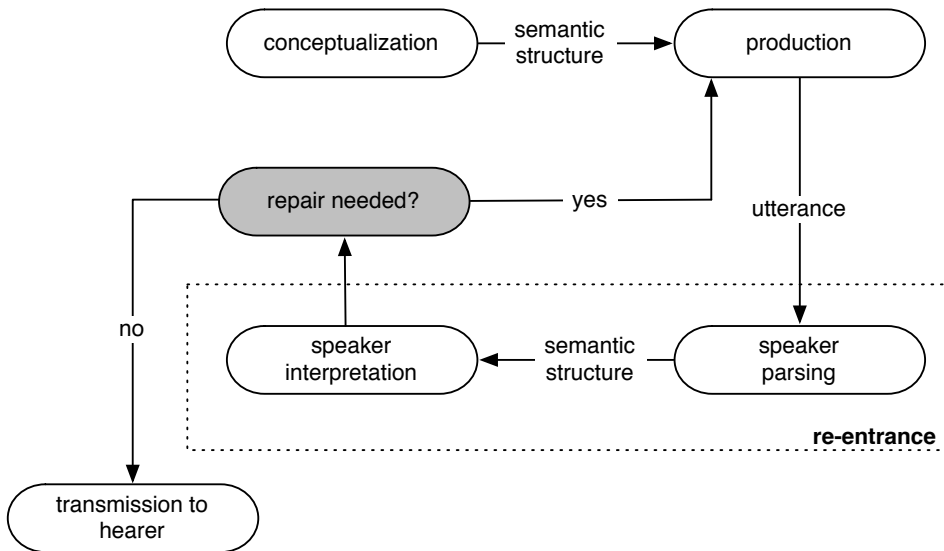 conceptualization
semantic
structure
production
repair needed?
yes
utterance
no
speaker
interpretation
semantic
structure
speaker
parsing
re-entrance
transmission to
hearer